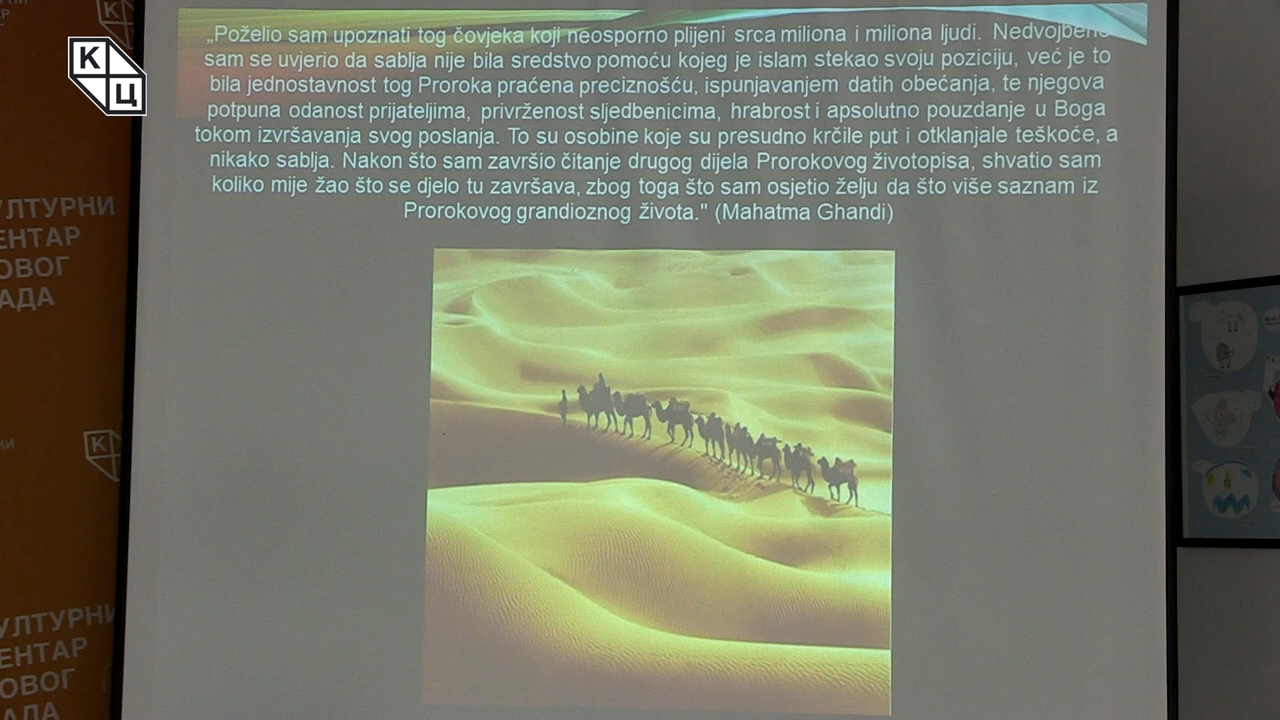 К
Ц
„Poželio sam upoznati tog čovjeka koji neosporno plijeni srca miliona i miliona ljudi. Nedvojbeno
sam se uvjerio da sablja nije bila sredstvo pomoću kojeg je islam stekao svoju poziciju, već je to
bila jednostavnost tog Proroka praćena preciznošću, ispunjavanjem datih obećanja, te njegova
potpuna odanost prijateljima, privrženost sljedbenicima, hrabrost i apsolutno pouzdanje u Boga
tokom izvršavanja svog poslanja. To su osobine koje su presudno krčile put i otklanjale teškoće, a
nikako sablja. Nakon što sam završio čitanje drugog dijela Prorokovog životopisa, shvatio sam
koliko mije žao što se djelo tu završava, zbog toga što sam osjetio želju da što više saznam iz
Prorokovog grandioznog života." (Mahatma Ghandi)
УЛТУРНИ
ЕНТАР
ОВОГ
АДА
К
УЛТУРНИ
ЕНТАР
ОВОГ
АДА